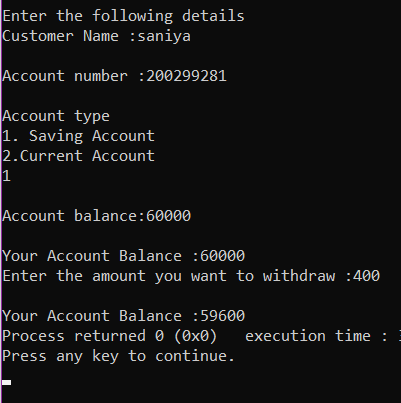 Enter the following details
Customer Name :saniya
Account number :200299281
Account type
1. Saving Account
2.Current Account
1
Account balance:60000
Your Account Balance :60000
Enter the amount you want to withdraw :400
Your Account Balance :59600
Process returned 0 (0x0)   execution time :
Press any key to continue.